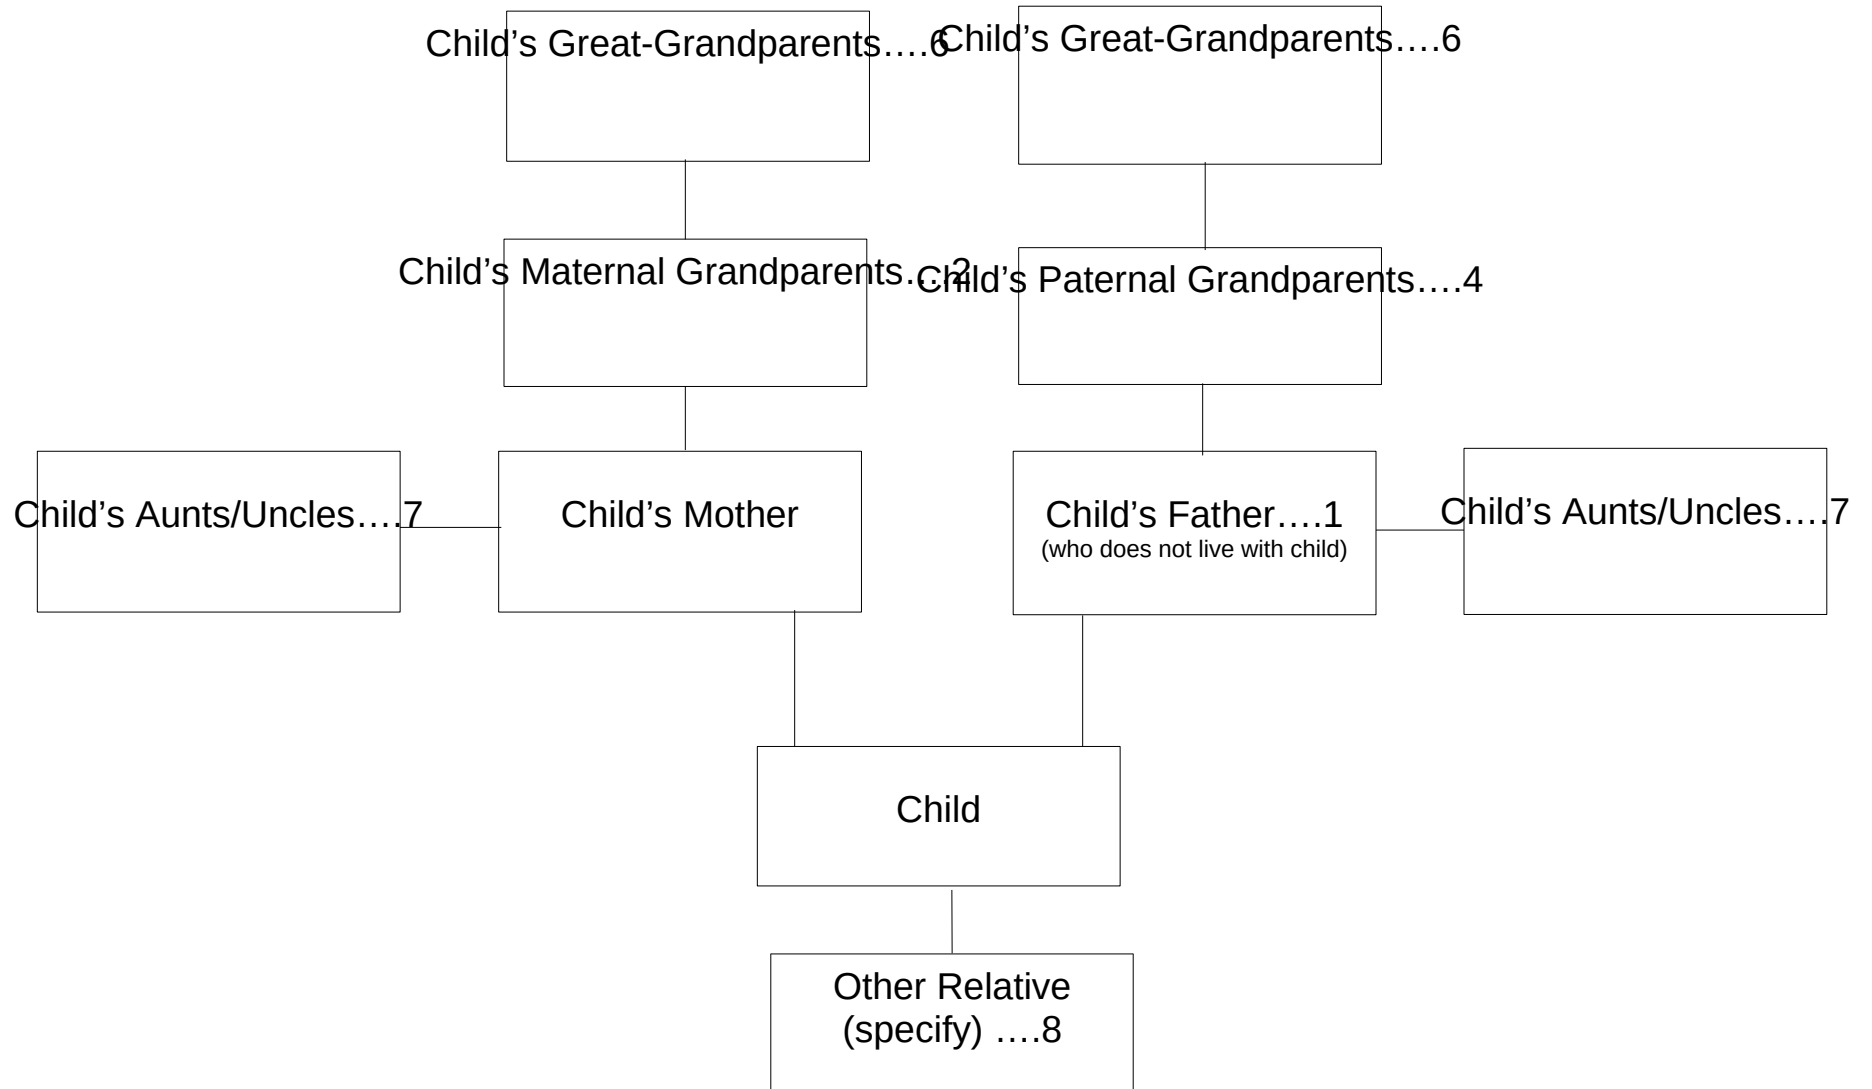 Child’s Great-Grandparents….6
Child’s Great-Grandparents….6
Child’s Maternal Grandparents….2
Child’s Paternal Grandparents….4
Child’s Aunts/Uncles….7
Child’s Mother
Child’s Father….1
(who does not live with child)
Child’s Aunts/Uncles….7
Child
Other Relative
(specify) ….8